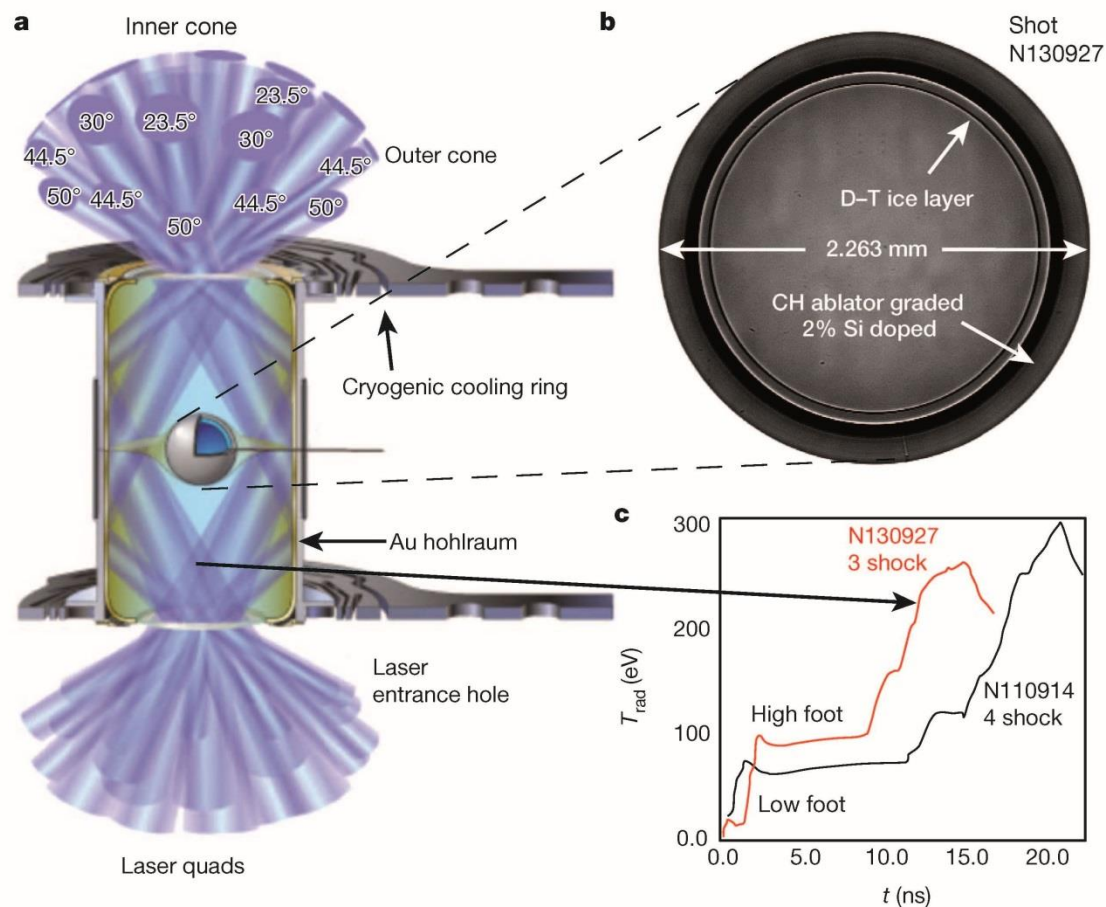 a
Inner cone
23.5°
30°
23.5°
30°
44.5°
Outer cone
44.5°
50°
44.5°
44.5°
50°
50°
Cryogenic cooling ring
Au hohlraum
Laser
entrance hole
Laser quads
b
Shot
N130927
D–T ice layer
2.263 mm
CH ablator graded
2% Si doped
c
300
200
100
0.0
T rad (eV)
N130927
3 shock
N110914
4 shock
High foot
Low foot
0.0
5.0
10.0
15.0
20.0
t (ns)